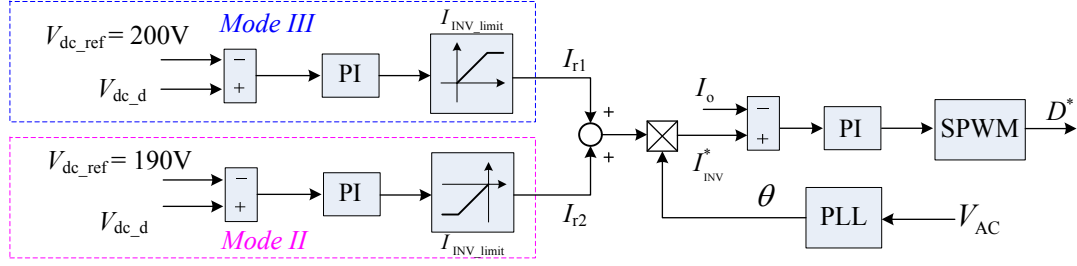 Mode III
I_INV_limit
V_dc_ref = 200V
−
+
V_dc_d
PI
I_r1
+
+
I_o
−
+
PI
SPWM
D*
I*_INV
V_dc_ref = 190V
−
+
V_dc_d
PI
I_r2
Mode II
I_INV_limit
θ
PLL
V_AC